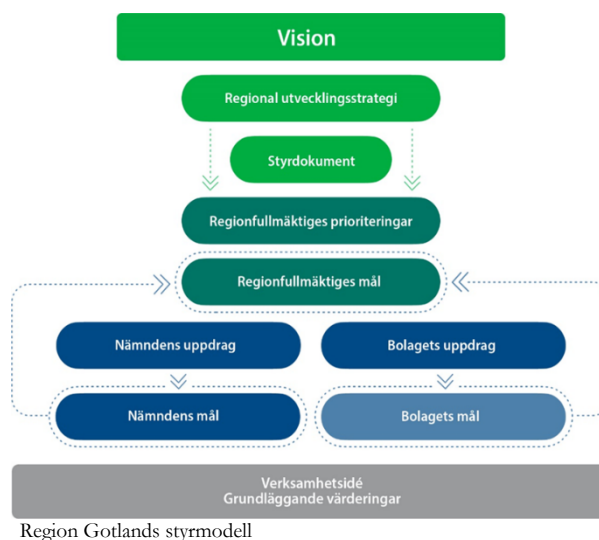 Vision
Regional utvecklingsstrategi
Styrdokument
Regionfullmäktiges prioriteringar
Regionfullmäktiges mål
Nämndens uppdrag
Bolagets uppdrag
Nämndens mål
Bolagets mål
Verksamhetsidé
Grundläggande värderingar
Region Gotlands styrmodell